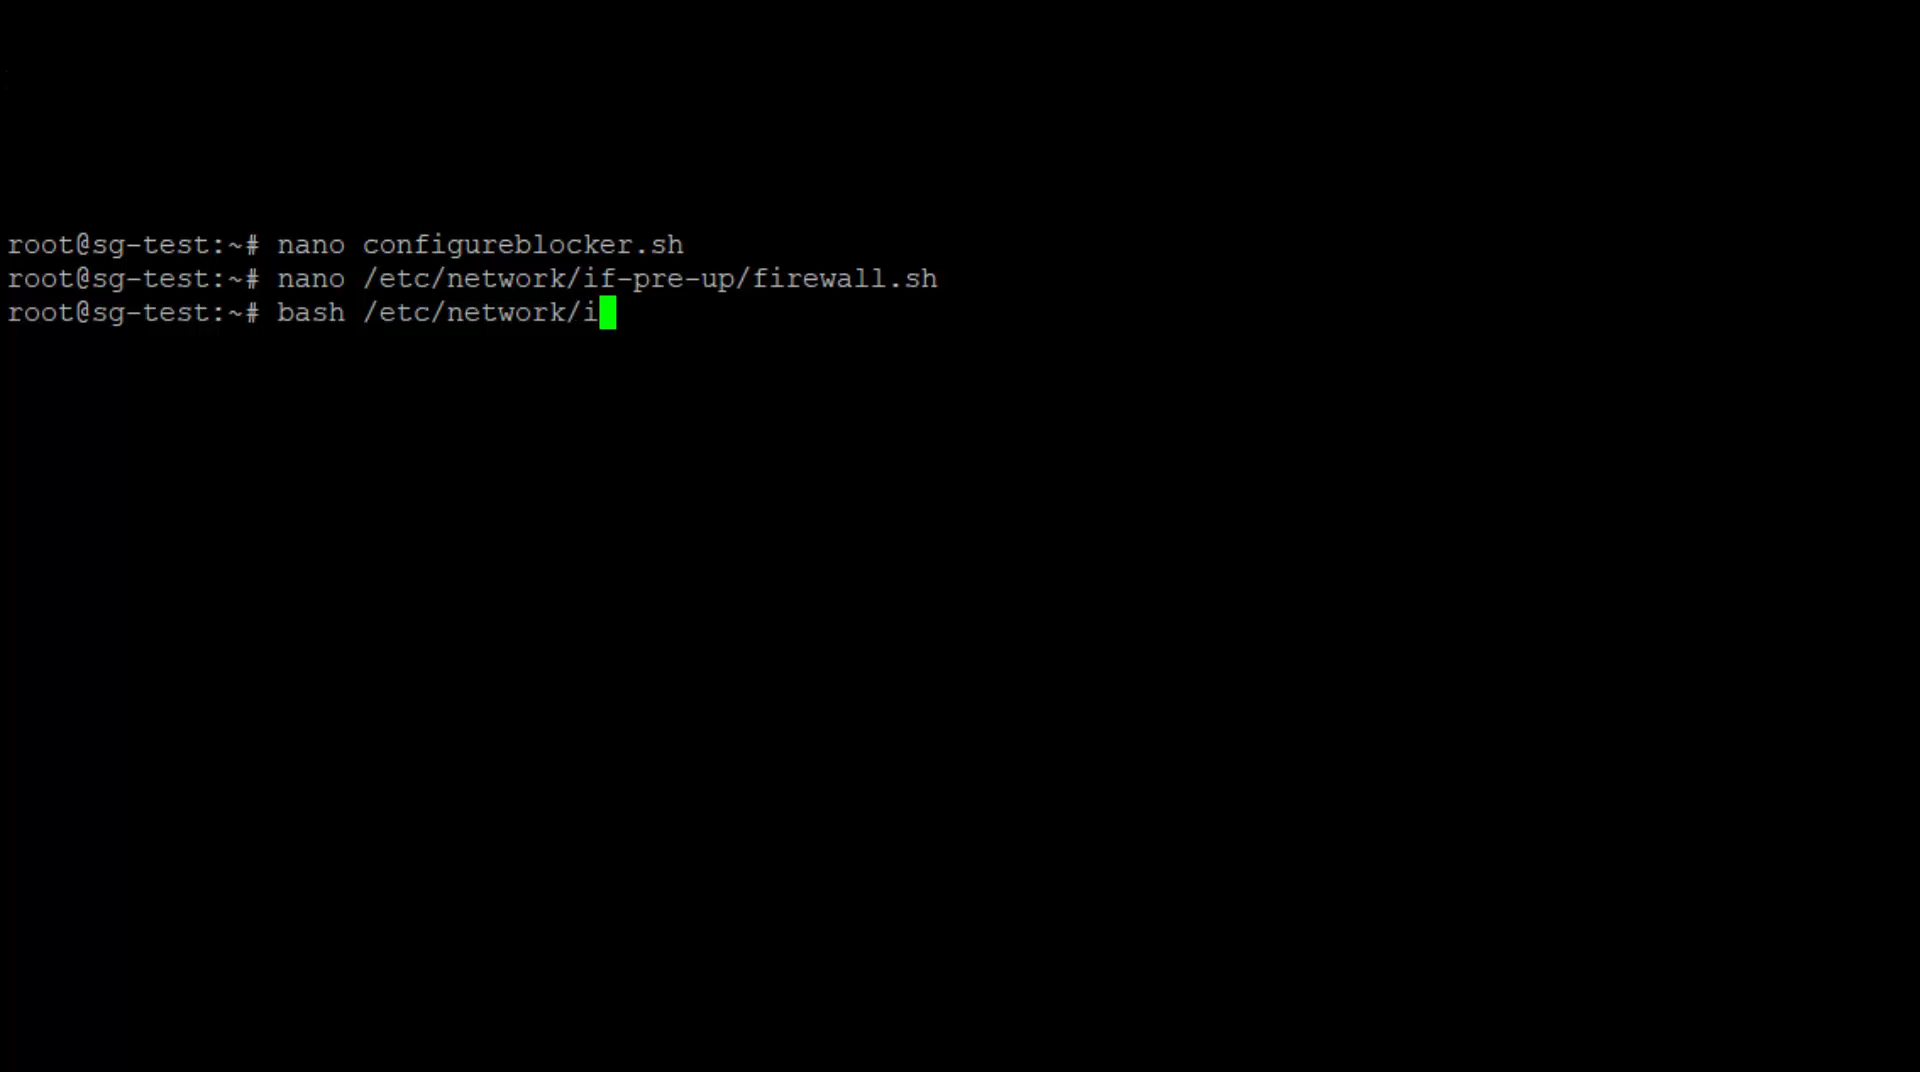 root@sg-test:~# nano configureblocker.sh
root@sg-test:~# nano /etc/network/if-pre-up/firewall.sh
root@sg-test:~# bash /etc/network/i